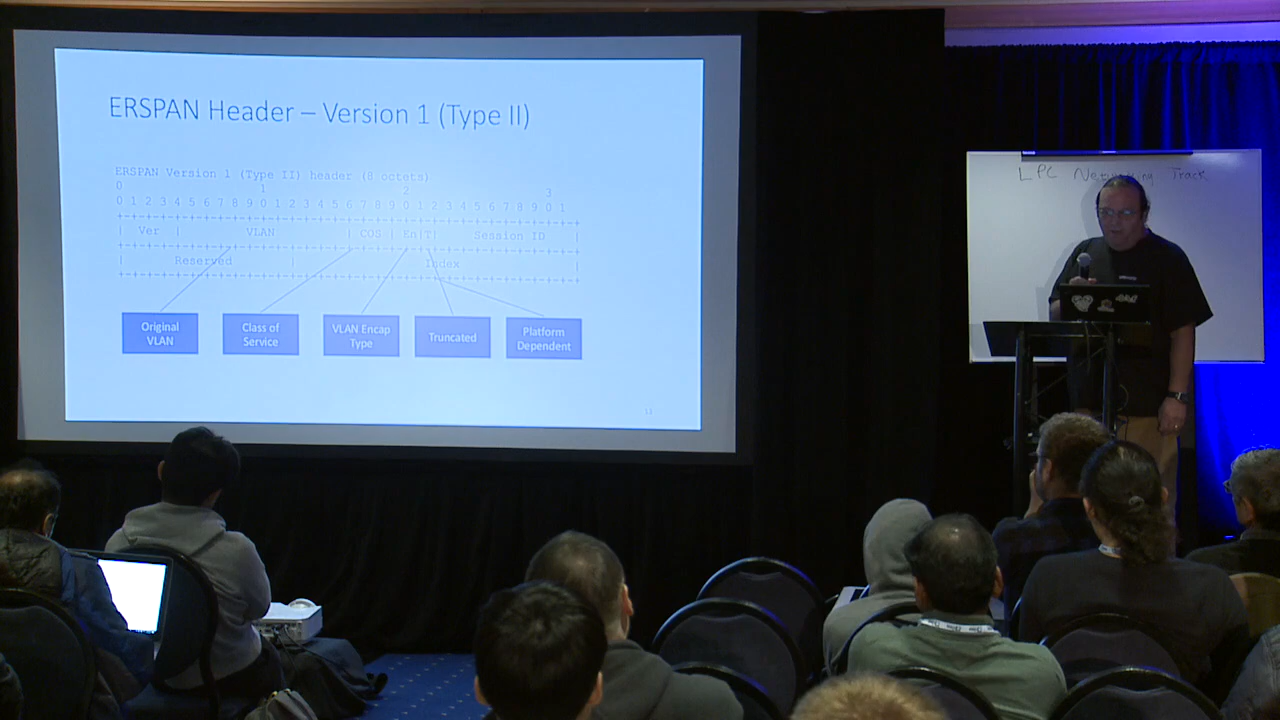 ERSPAN Header – Version 1 (Type II)
ERSPAN Version 1 (Type II) header (8 octets)
0 1 2 3
0 1 2 3 4 5 6 7 8 9 0 1 2 3 4 5 6 7 8 9 0 1 2 3 4 5 6 7 8 9 0 1
+-+-+-+-+-+-+-+-+-+-+-+-+-+-+-+-+-+-+-+-+-+-+-+-+-+-+-+-+-+-+-+-+
| Ver | VLAN | COS | En|T| Session ID |
+-+-+-+-+-+-+-+-+-+-+-+-+-+-+-+-+-+-+-+-+-+-+-+-+-+-+-+-+-+-+-+-+
| Reserved | Index |
+-+-+-+-+-+-+-+-+-+-+-+-+-+-+-+-+-+-+-+-+-+-+-+-+-+-+-+-+-+-+-+-+
Original VLAN
Class of Service
VLAN Encap Type
Truncated
Platform Dependent
LPC Networking Track